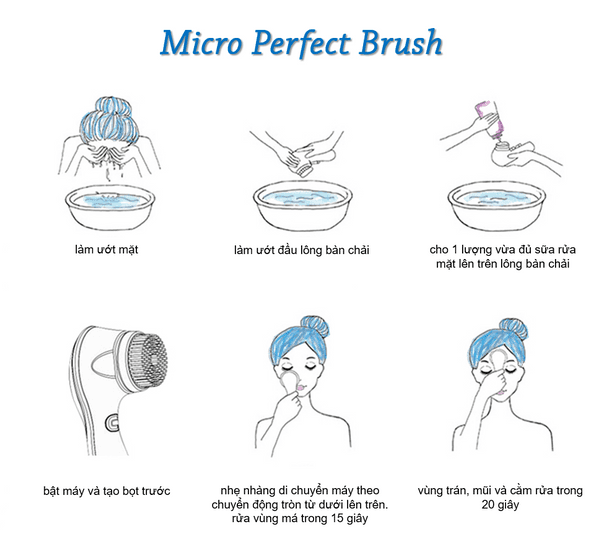 Micro Perfect Brush
làm ướt mặt
làm ướt đầu lông bàn chải
cho 1 lượng vừa đủ sữa rửa
mặt lên trên lông bàn chải
bật máy và tạo bọt trước
nhẹ nhàng di chuyển máy theo
chuyển động tròn từ dưới lên trên.
rửa vùng má trong 15 giây
vùng trán, mũi và cằm rửa trong
20 giây